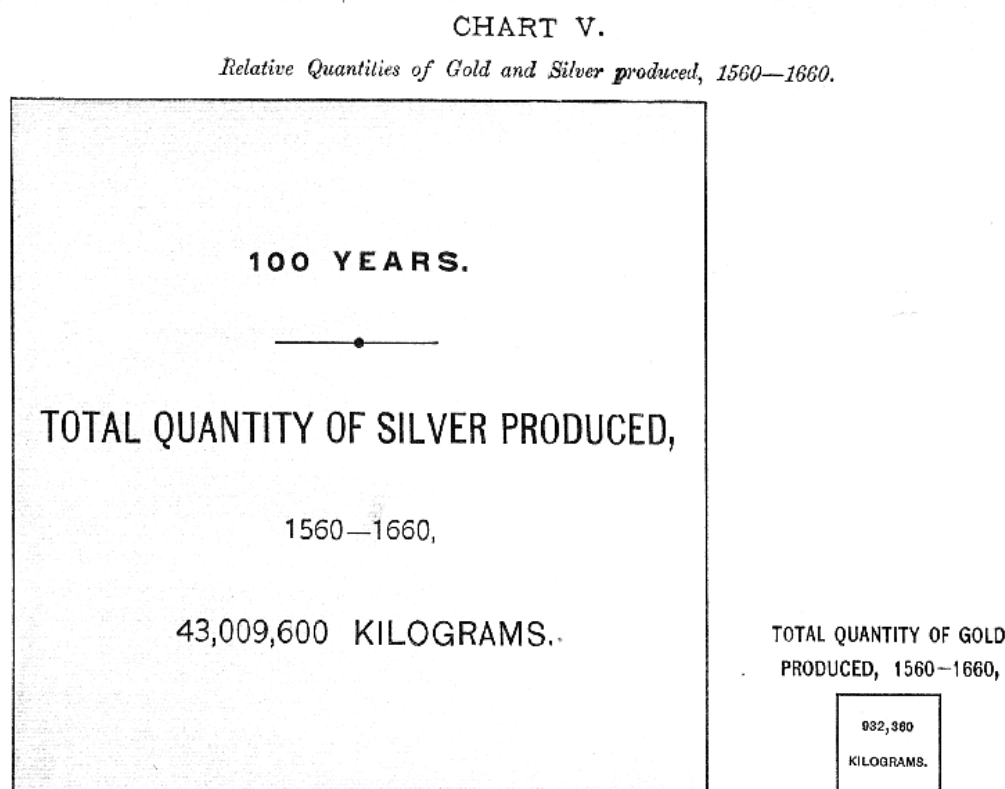 CHART V.
Relative Quantities of Gold and Silver produced, 1560—1660.
100 YEARS.
TOTAL QUANTITY OF SILVER PRODUCED,
1560—1660,
43,009,600 KILOGRAMS.
TOTAL QUANTITY OF GOLD
PRODUCED, 1560—1660,
932,360
KILOGRAMS.